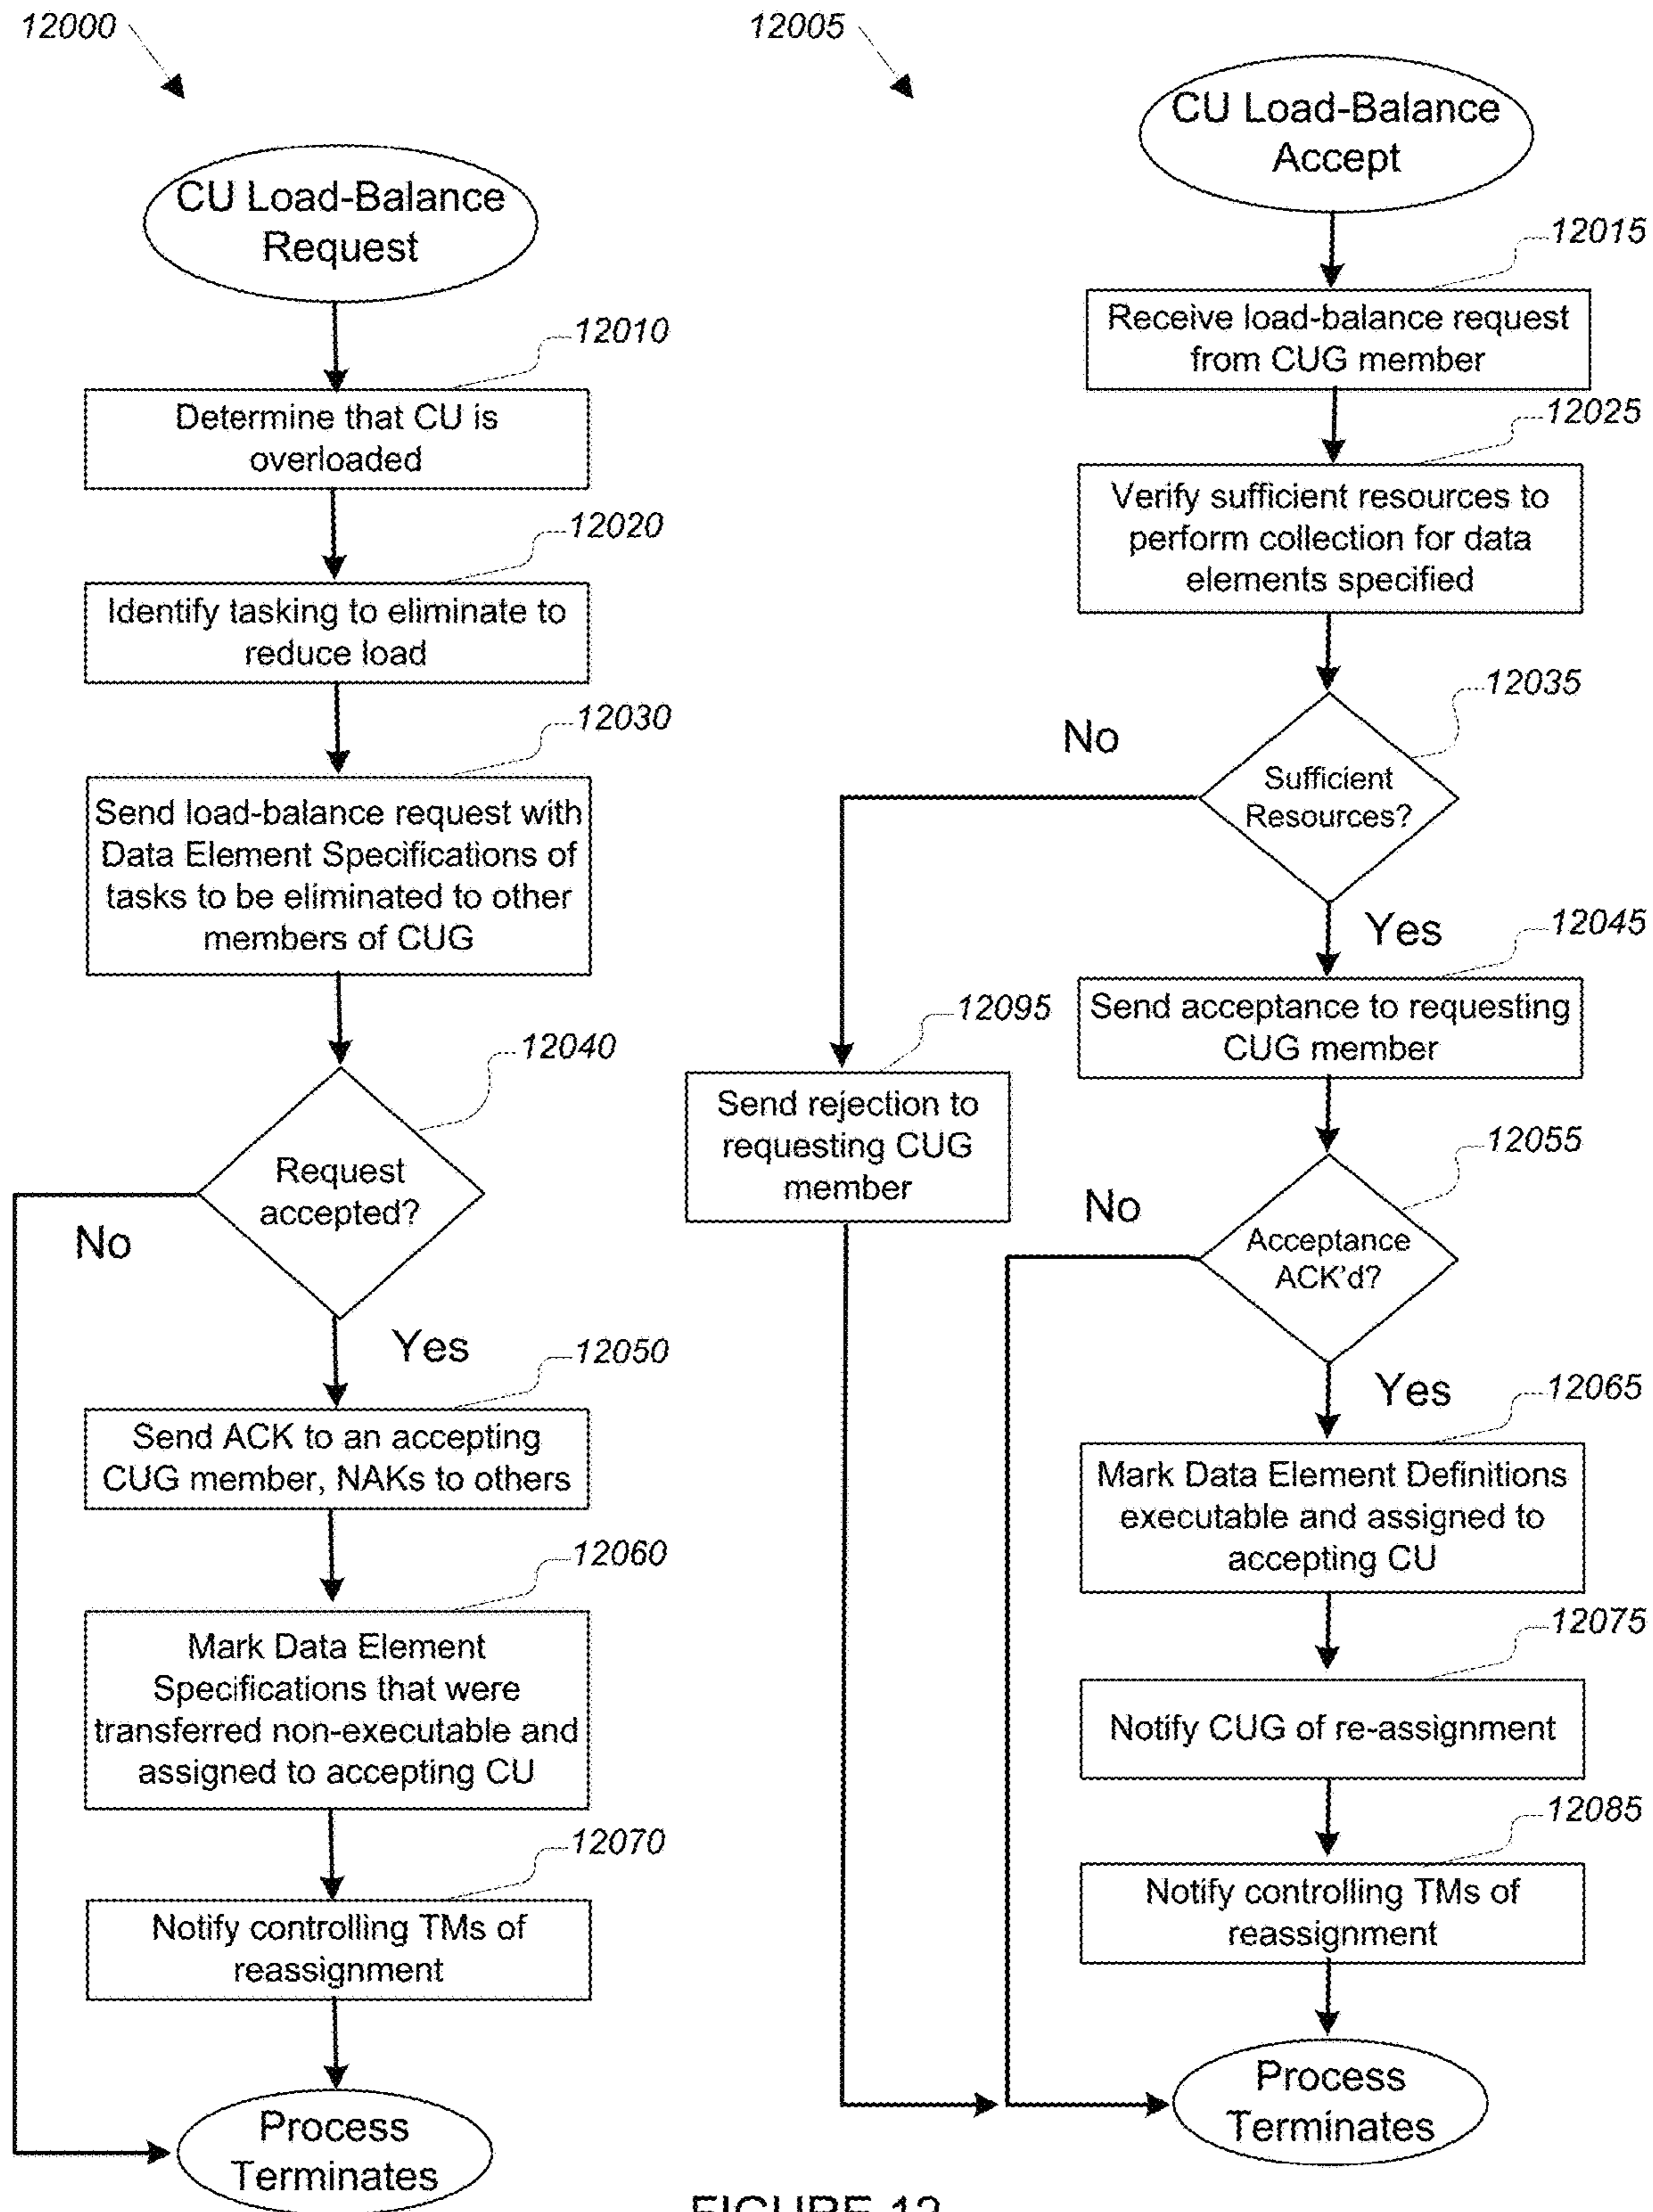 12000
CU Load-Balance
Request
12010
Determine that CU is
overloaded
12020
Identify tasking to eliminate to
reduce load
12030
Send load-balance request with
Data Element Specifications of
tasks to be eliminated to other
members of CUG
12040
Request
accepted?
No
Yes
12050
Send ACK to an accepting
CUG member, NAKs to others
12060
Mark Data Element
Specifications that were
transferred non-executable and
assigned to accepting CU
12070
Notify controlling TMs of
reassignment
Process
Terminates
12005
CU Load-Balance
Accept
12015
Receive load-balance request
from CUG member
12025
Verify sufficient resources to
perform collection for data
elements specified
12035
Sufficient
Resources?
No
Yes
12045
Send acceptance to requesting
CUG member
12095
Send rejection to
requesting CUG
member
12055
Acceptance
ACK'd?
No
Yes
12065
Mark Data Element Definitions
executable and assigned to
accepting CU
12075
Notify CUG of re-assignment
12085
Notify controlling TMs of
reassignment
Process
Terminates
FIGURE 12